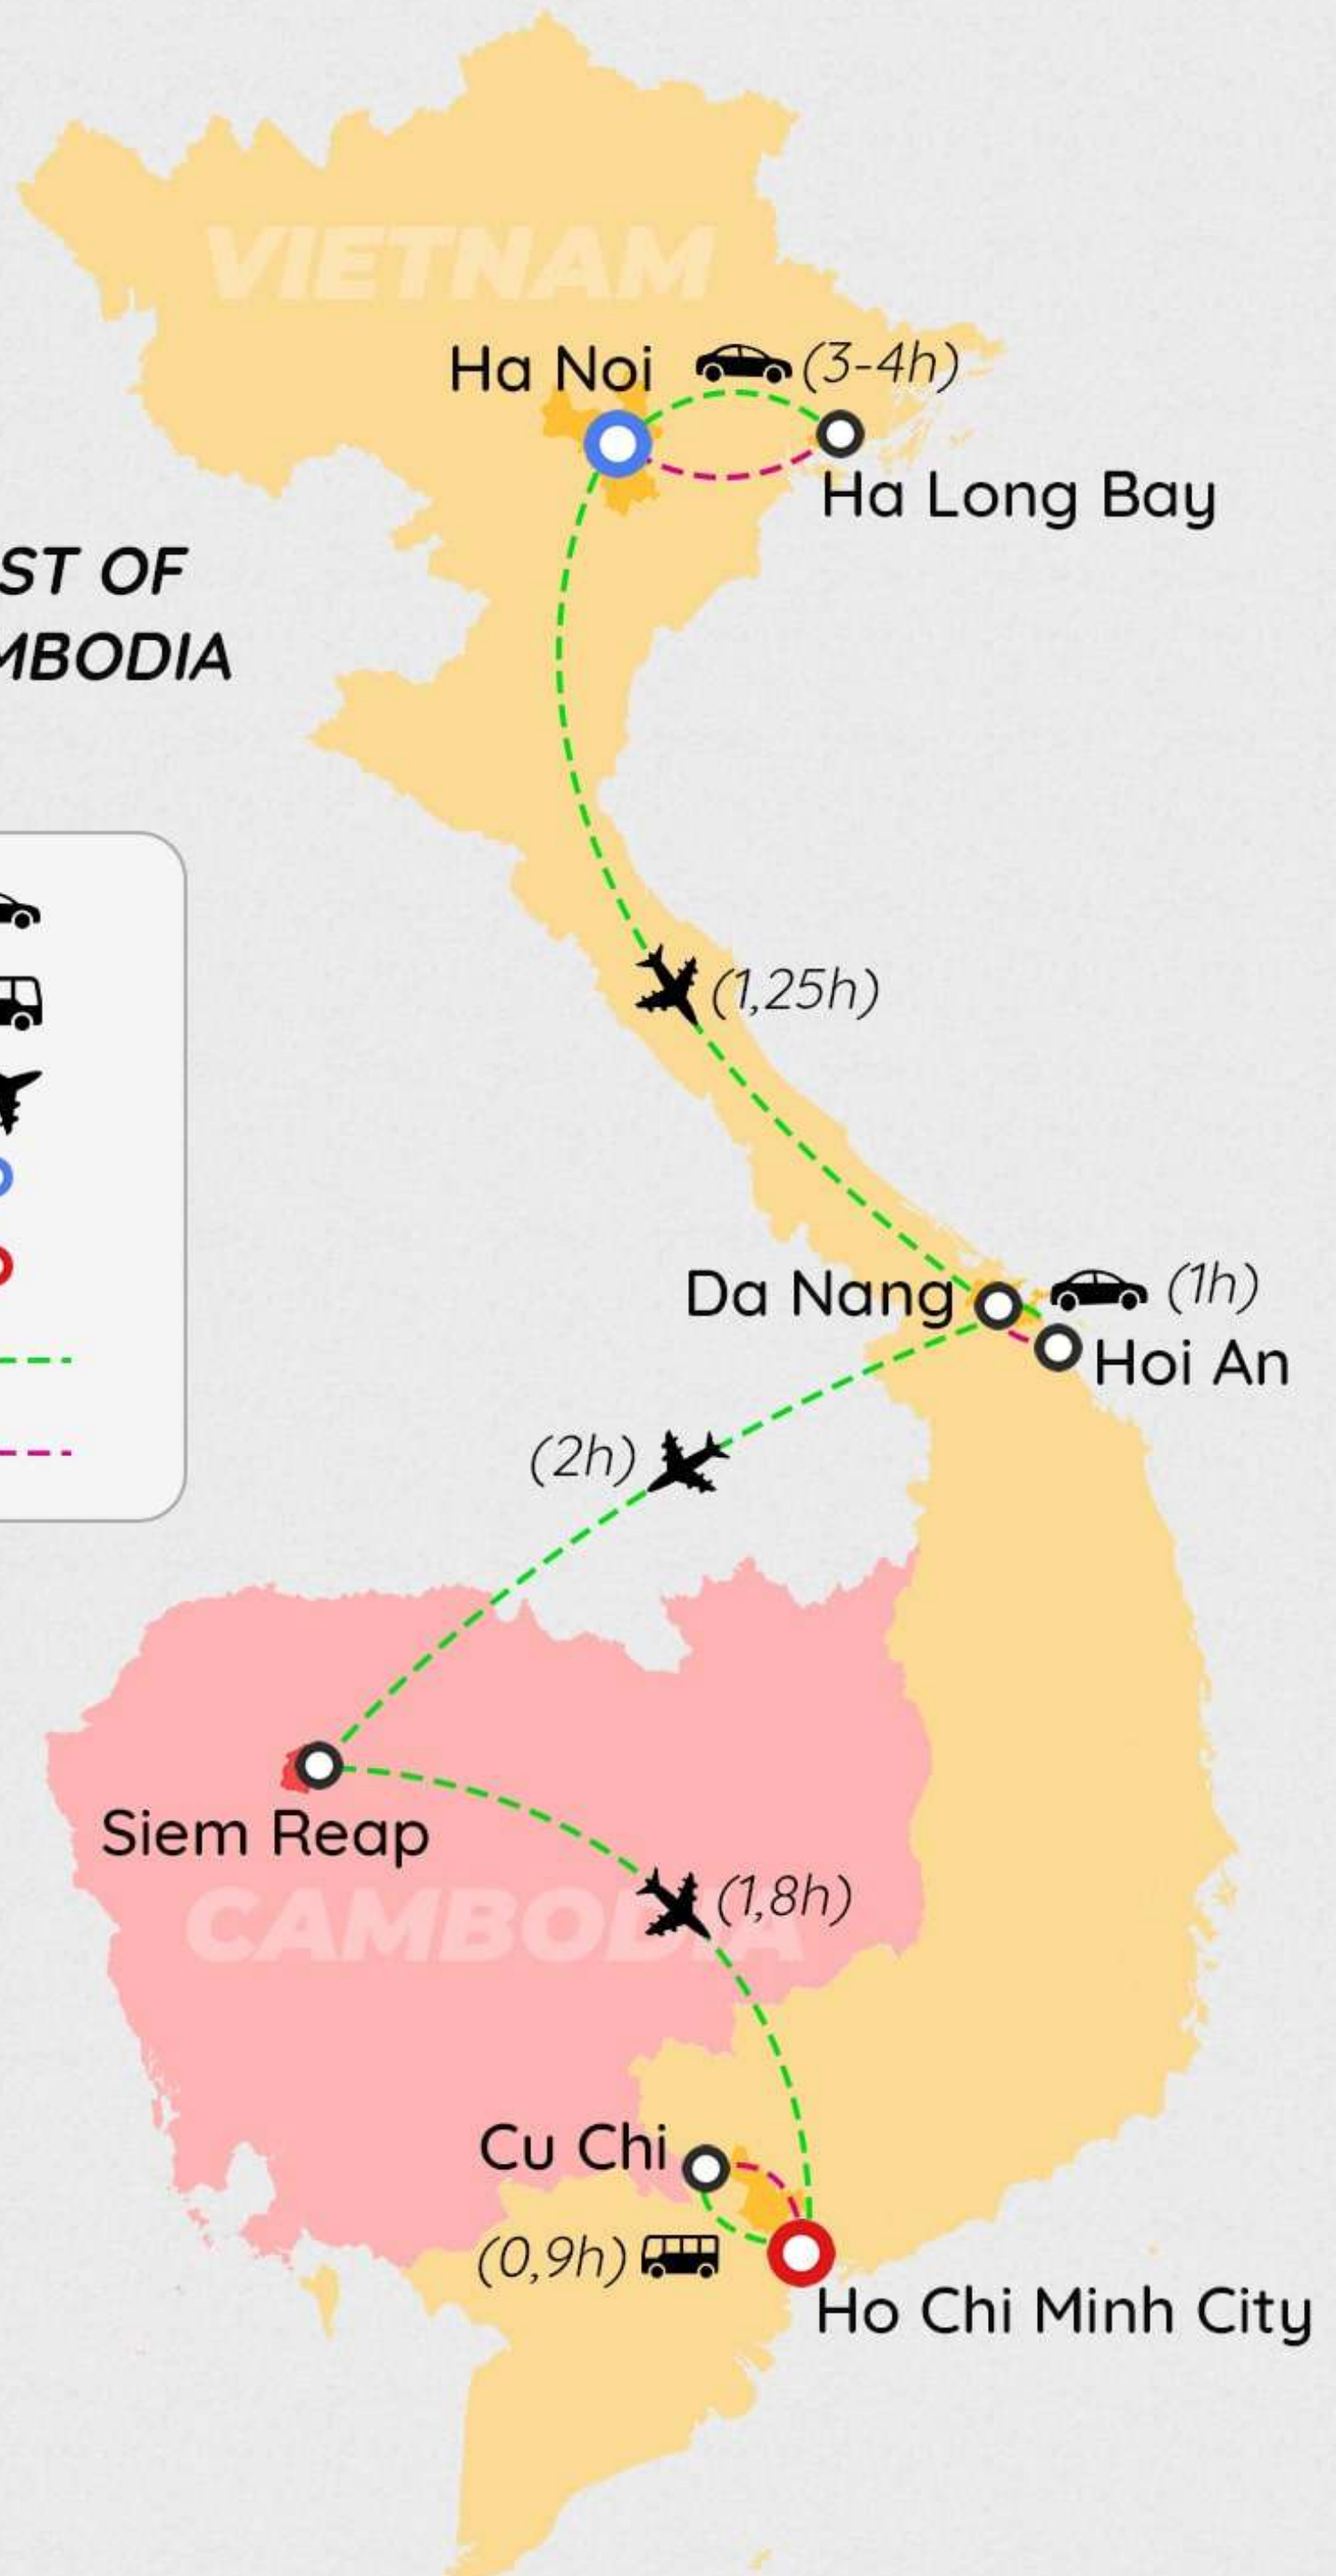 VIETNAM
Ha Noi
(3-4h)
Ha Long Bay
ST OF
MBODIA
(1,25h)
Da Nang
(1h)
Hoi An
(2h)
Siem Reap
CAMBODIA
(1,8h)
Cu Chi
(0,9h)
Ho Chi Minh City